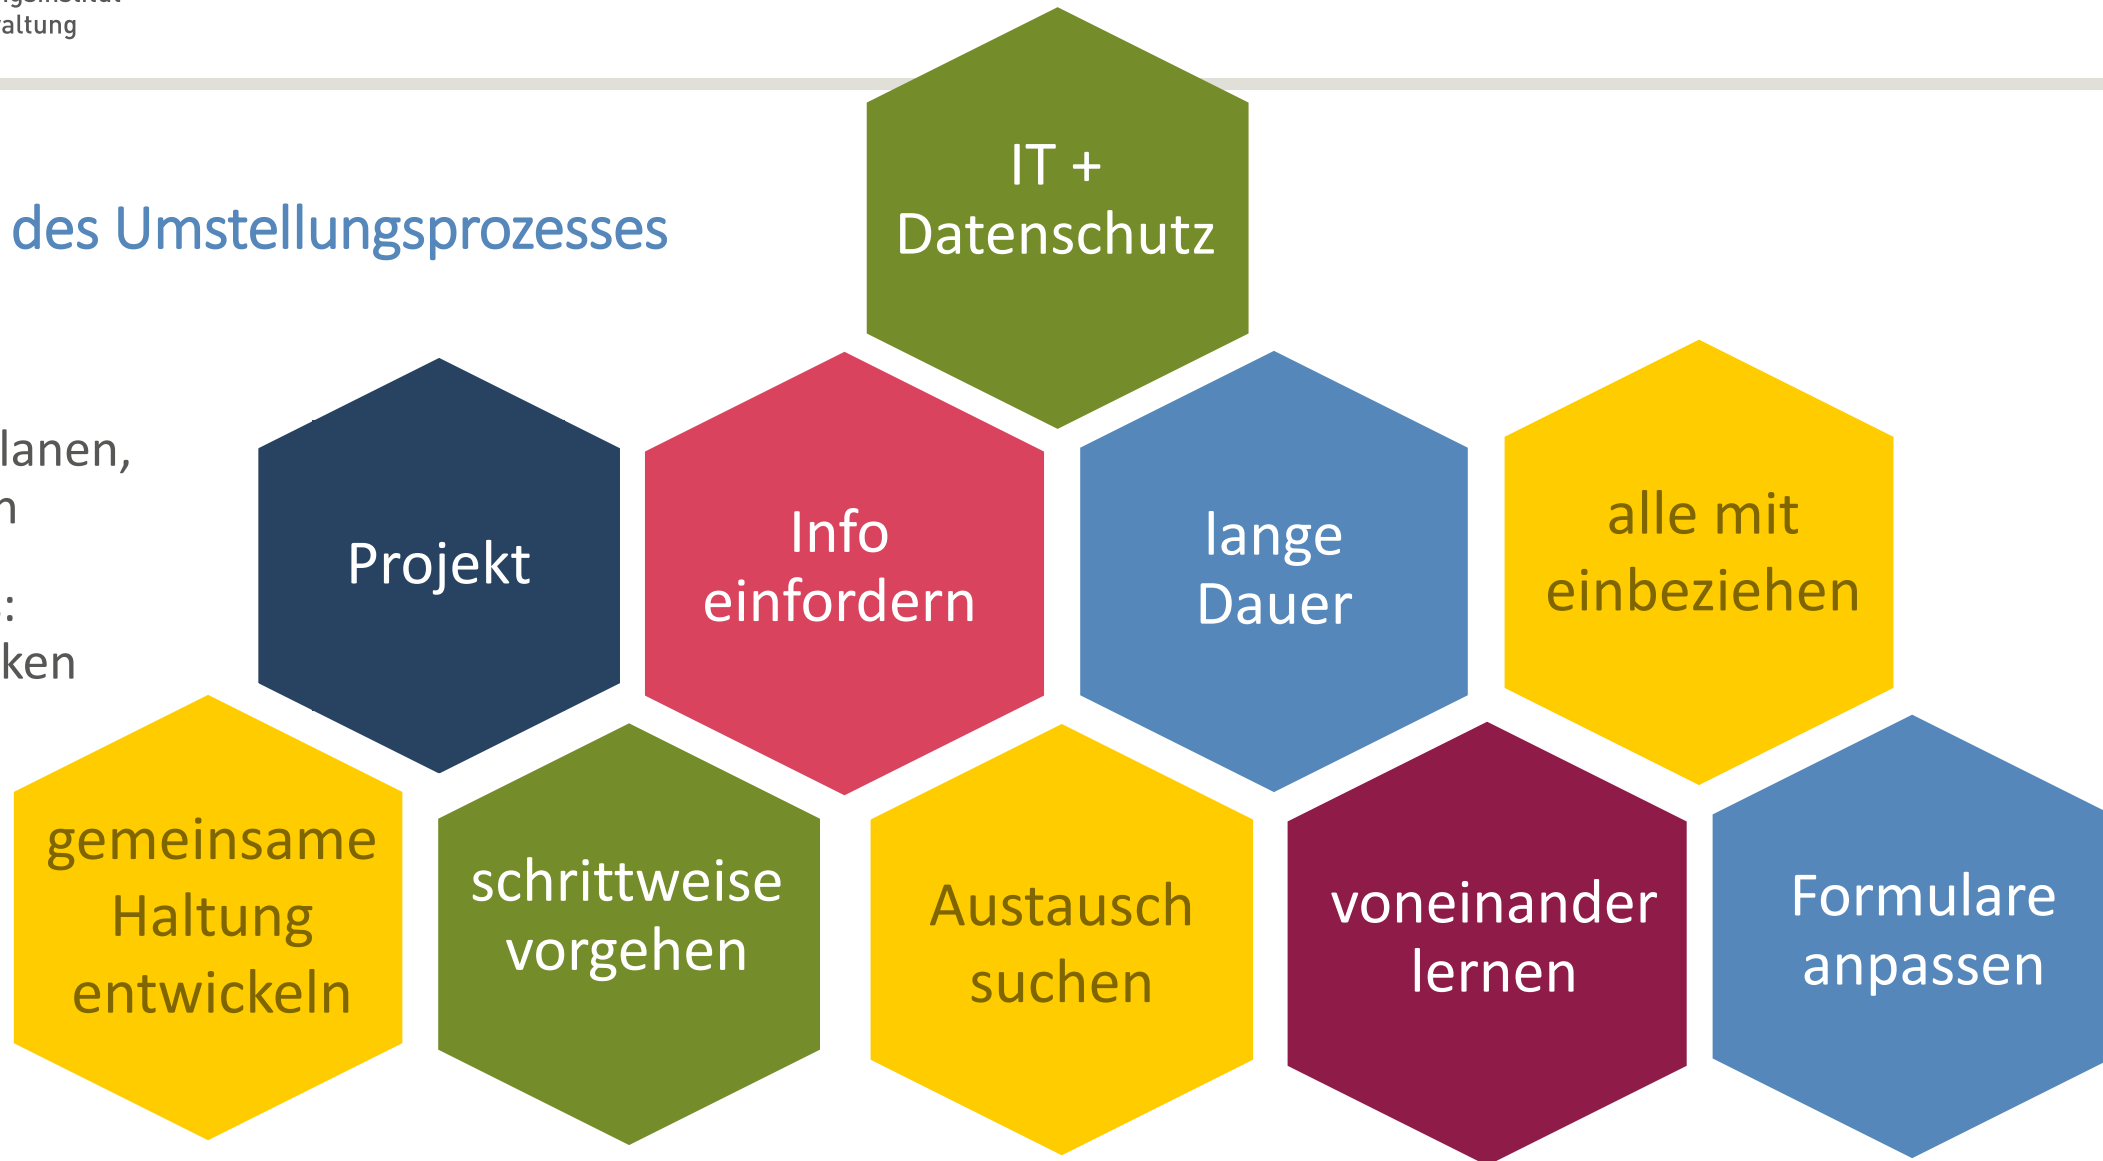 altung
des Umstellungsprozesses
lanen,
ken
IT +
Datenschutz
Projekt
Info
einfordern
lange
Dauer
alle mit
einbeziehen
gemeinsame
Haltung
entwickeln
schrittweise
vorgehen
Austausch
suchen
voneinander
lernen
Formulare
anpassen